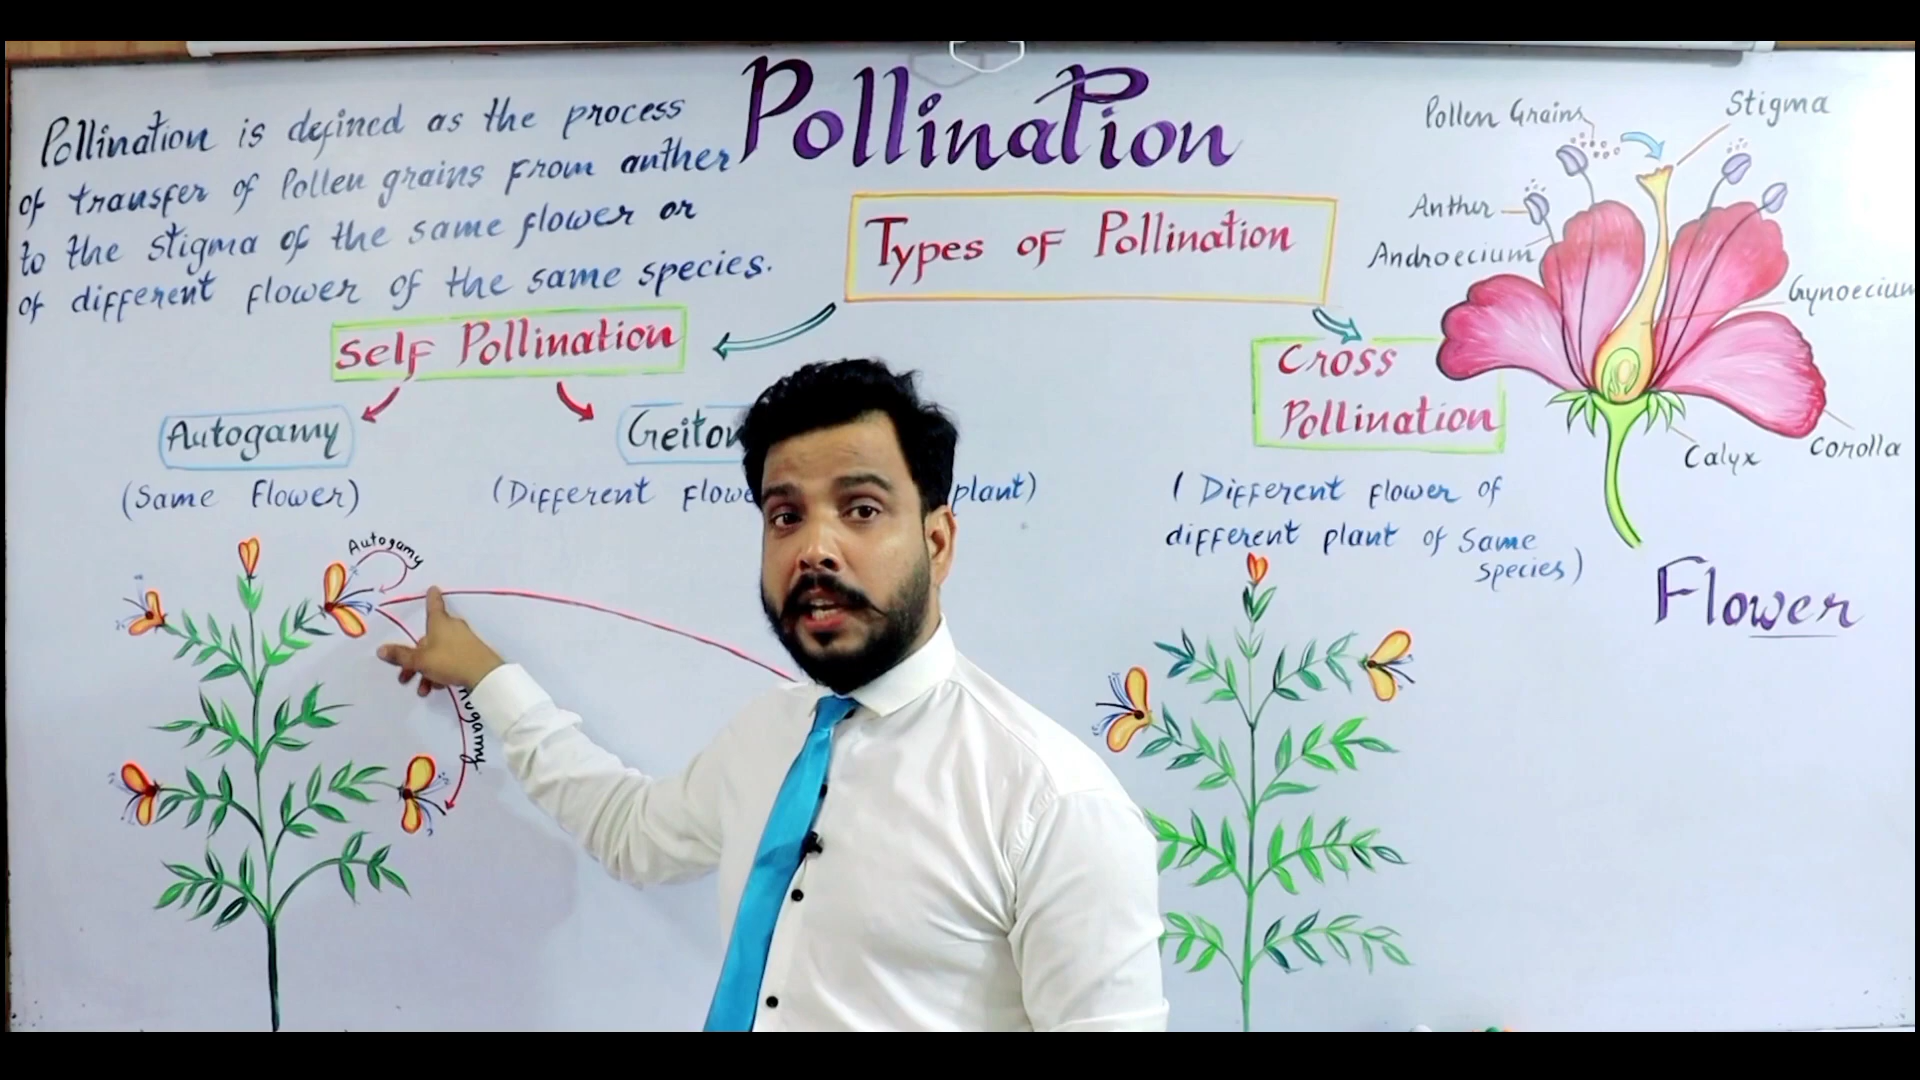 Pollination
Pollination is defined as the process
of transfer of Pollen grains from anther
to the stigma of the same flower or
of different flower of the same species.
Types of Pollination
Self Pollination
Cross
Pollination
Autogamy
(Same Flower)
(Different
plant)
( Different flower of
different plant of Same
Species)
Autogamy
Pollen Grains
Stigma
Anther
Androecium
Gynoecium
Calyx
Corolla
Flower